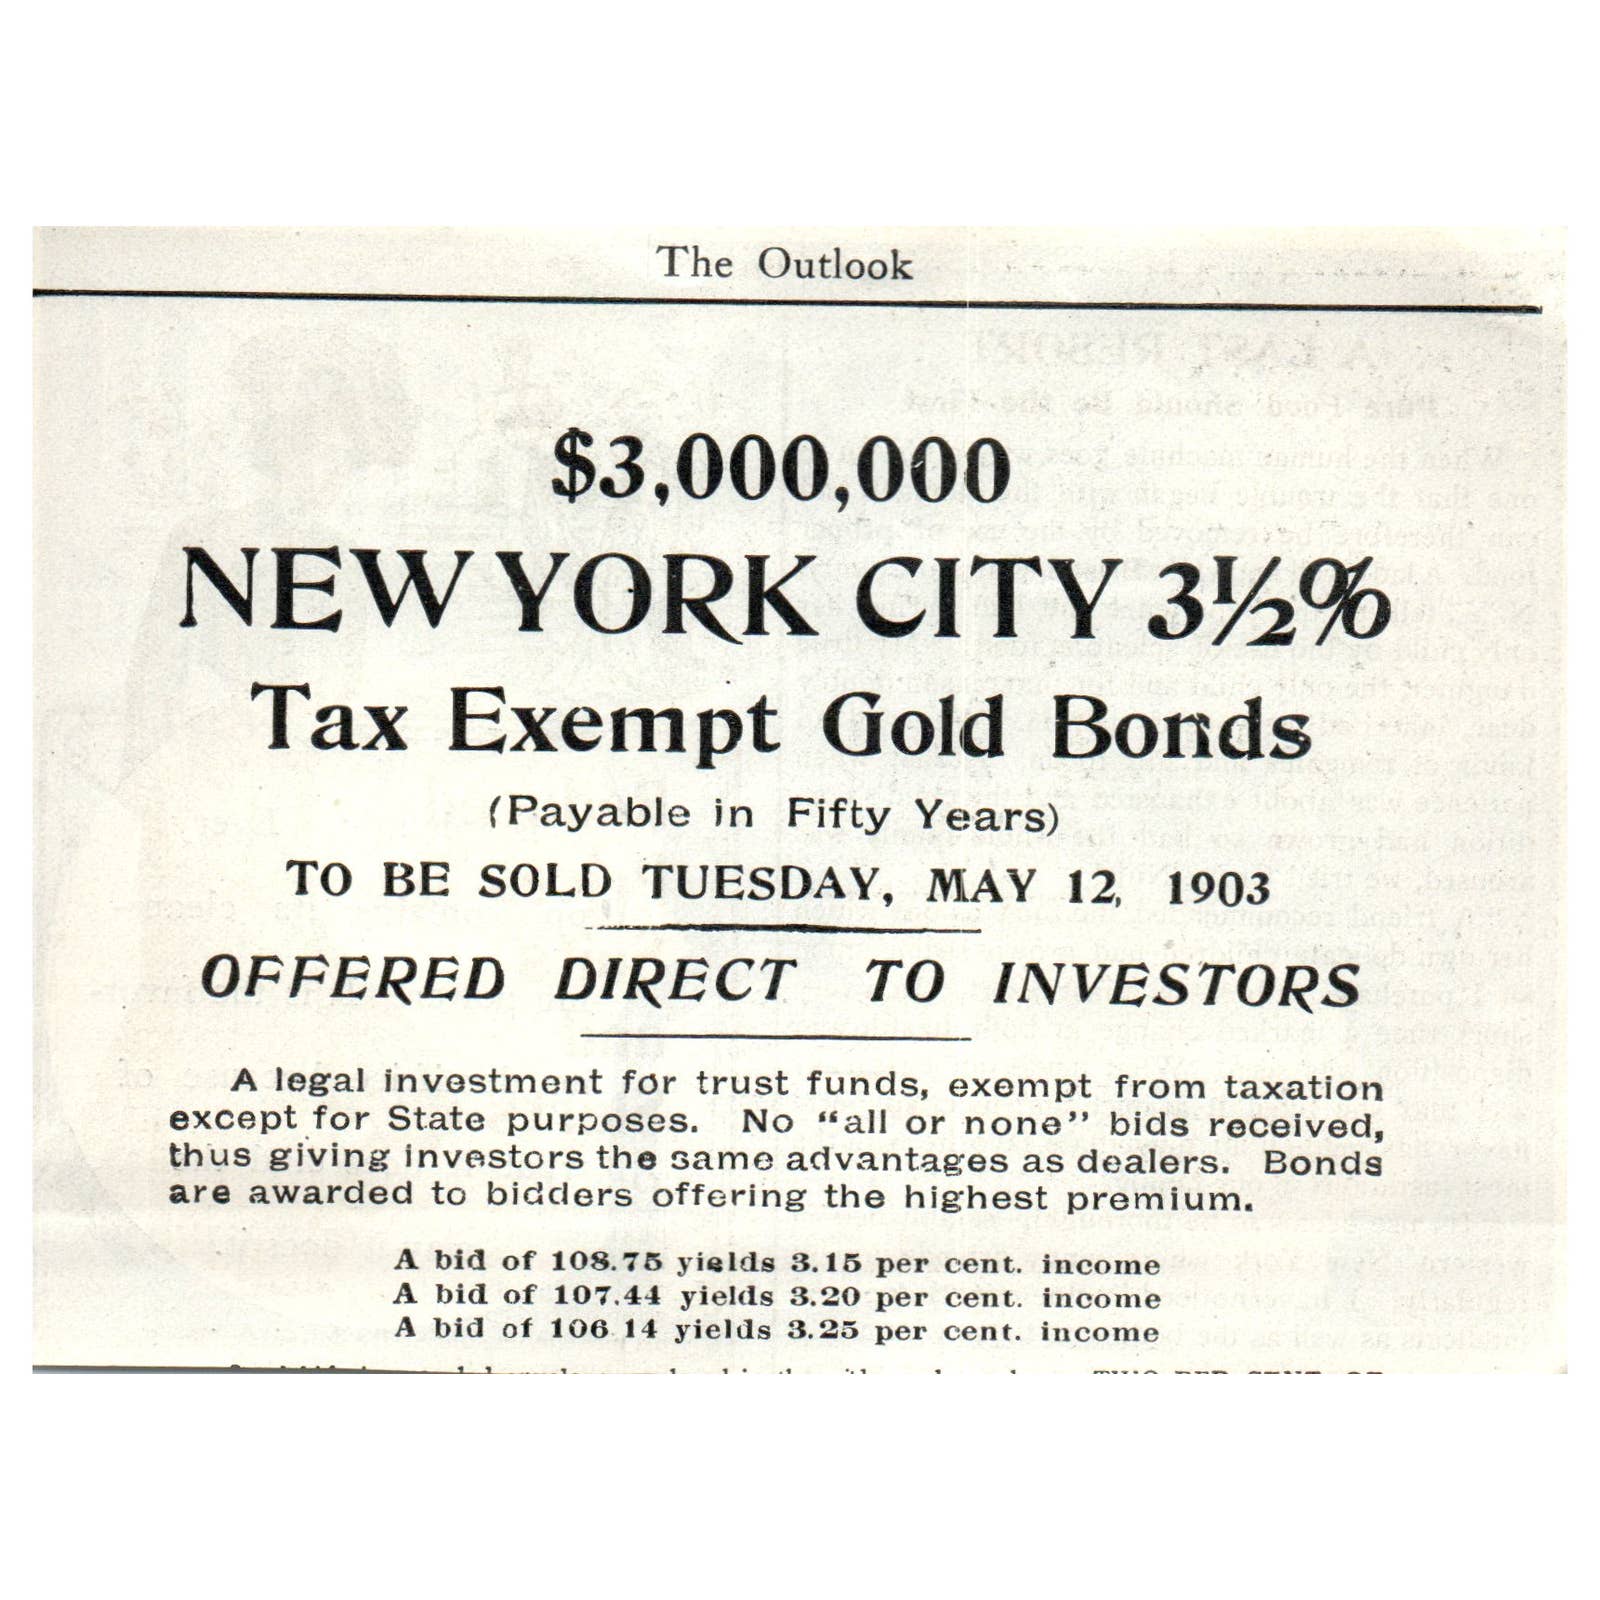 The Outlook
$3,000,000
NEW YORK CITY 3½%
Tax Exempt Gold Bonds
(Payable in Fifty Years)
TO BE SOLD TUESDAY, MAY 12, 1903
OFFERED DIRECT TO INVESTORS
A legal investment for trust funds, exempt from taxation
except for State purposes. No "all or none" bids received,
thus giving investors the same advantages as dealers. Bonds
are awarded to bidders offering the highest premium.
A bid of 108.75 yields 3.15 per cent. income
A bid of 107.44 yields 3.20 per cent. income
A bid of 106 14 yields 3.25 per cent. income
TWO PER CENT. OF